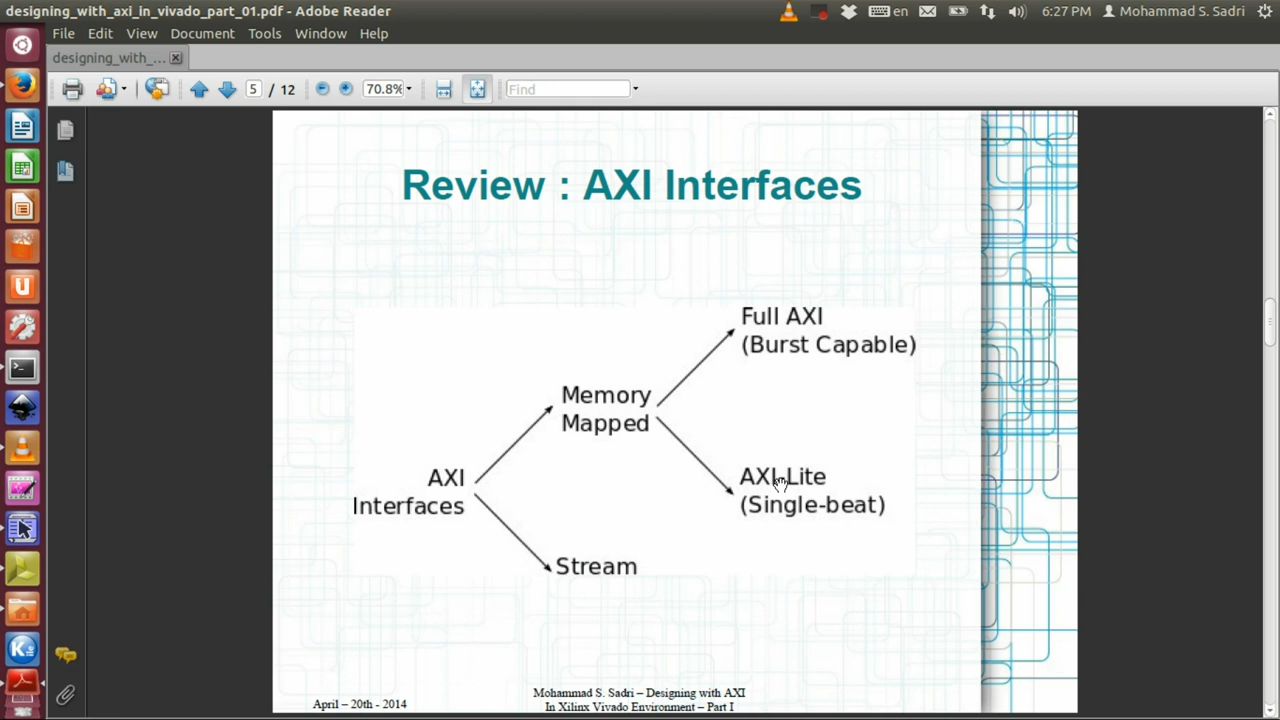 designing_with_axi_in_vivado_part_01.pdf - Adobe Reader
en
6:27 PM
Mohammad S. Sadri
File Edit View Document Tools Window Help
designing_with_...
5 / 12
70.8%
Find
Review : AXI Interfaces
Full AXI
(Burst Capable)
Memory
Mapped
AXI Lite
(Single-beat)
AXI
Interfaces
Stream
April – 20th - 2014
Mohammad S. Sadri – Designing with AXI
In Xilinx Vivado Environment – Part I